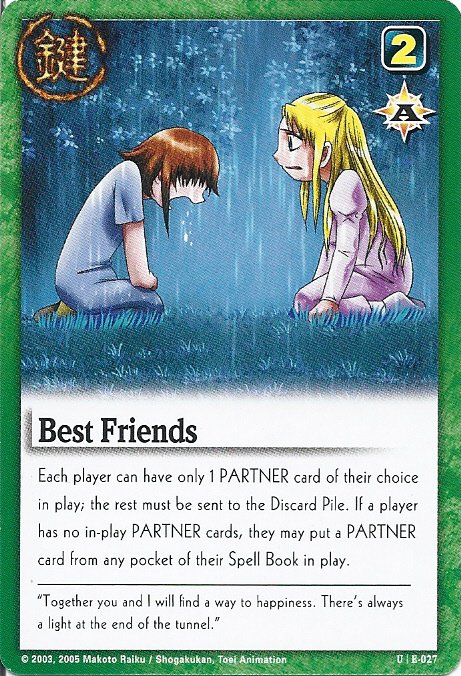 鍵
2
A
Best Friends
Each player can have only 1 PARTNER card of their choice
in play; the rest must be sent to the Discard Pile. If a player
has no in-play PARTNER cards, they may put a PARTNER
card from any pocket of their Spell Book in play.
“Together you and I will find a way to happiness. There’s always
a light at the end of the tunnel.”
© 2003, 2005 Makoto Raiku / Shogakukan, Toei Animation
U | E-027